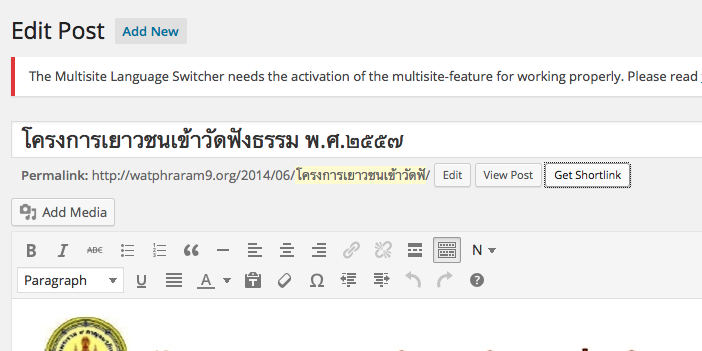 Edit Post Add New
The Multisite Language Switcher needs the activation of the multisite-feature for working properly. Please read
โครงการเยาวชนเข้าวัดฟังธรรม พ.ศ.๒๕๕๗
Permalink: http://watphraram9.org/2014/06/โครงการเยาวชนเข้าวัดฟั/ Edit View Post Get Shortlink
Add Media
B I ABC N
Paragraph U A Ω